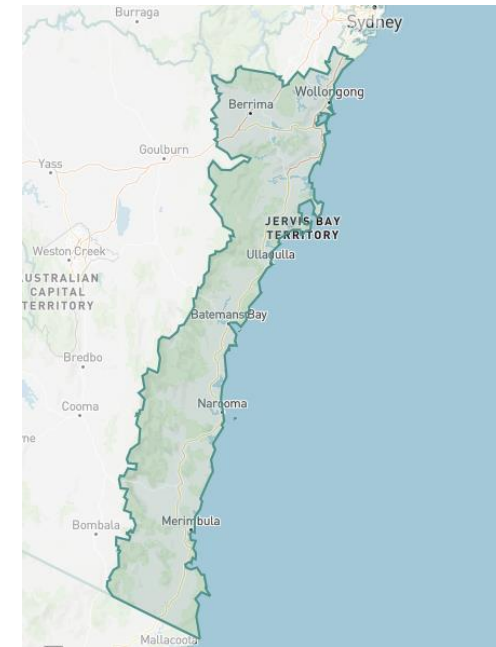 Burraga
Sydney
Wollongong
Berrima
Goulburn
Yass
JERVIS BAY
TERRITORY
Weston Creek
Ulladulla
USTRALIAN
CAPITAL
TERRITORY
Batemans Bay
Bredbo
Narooma
Cooma
me
Merimbula
Bombala
Mallacoota